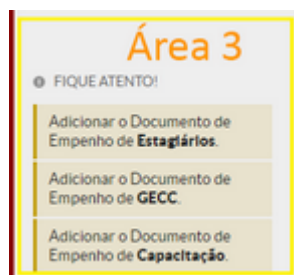 Área 3
FIQUE ATENTO!
Adicionar o Documento de
Empenho de Estagiários.
Adicionar o Documento de
Empenho de GECC.
Adicionar o Documento de
Empenho de Capacitação.